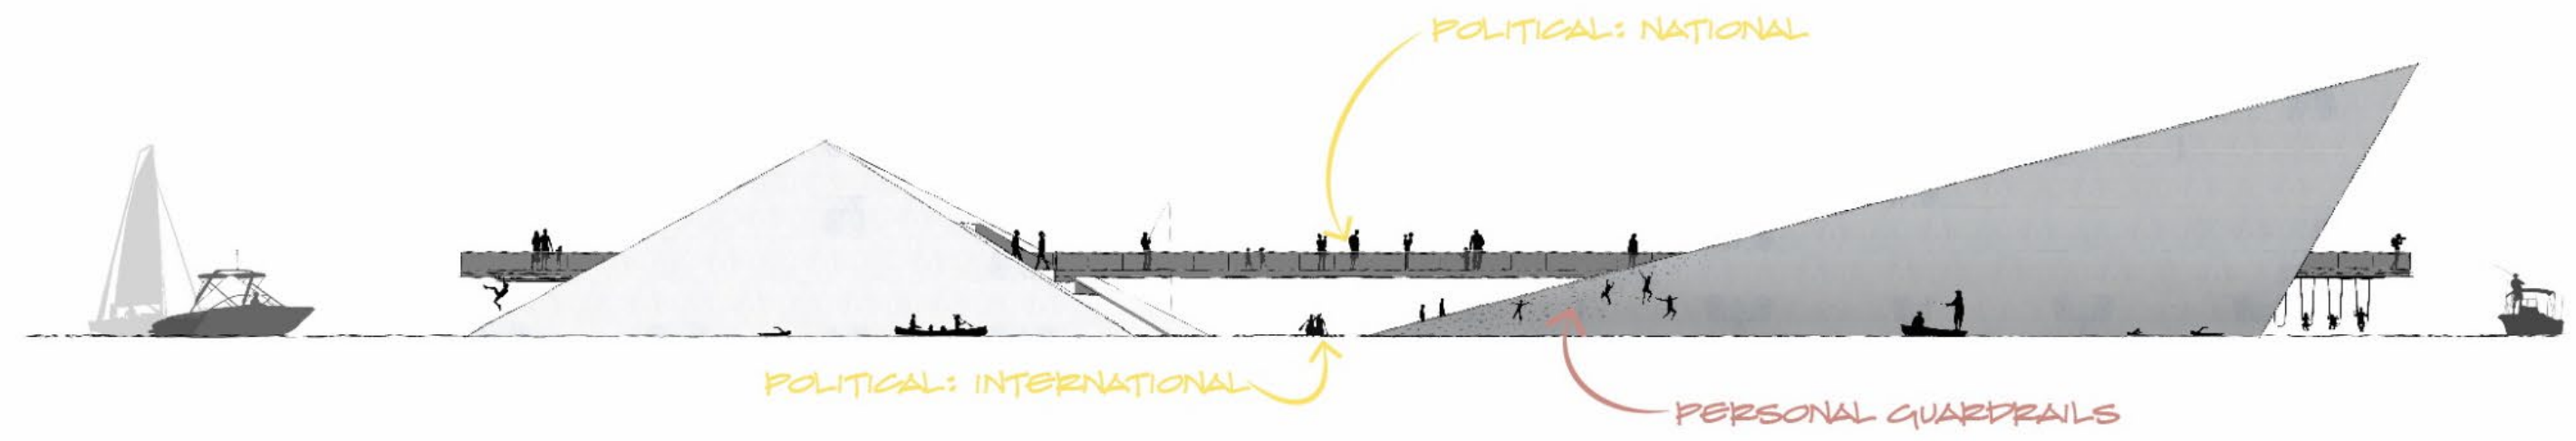 POLITICAL: NATIONAL
POLITICAL: INTERNATIONAL
PERSONAL GUARDRAILS